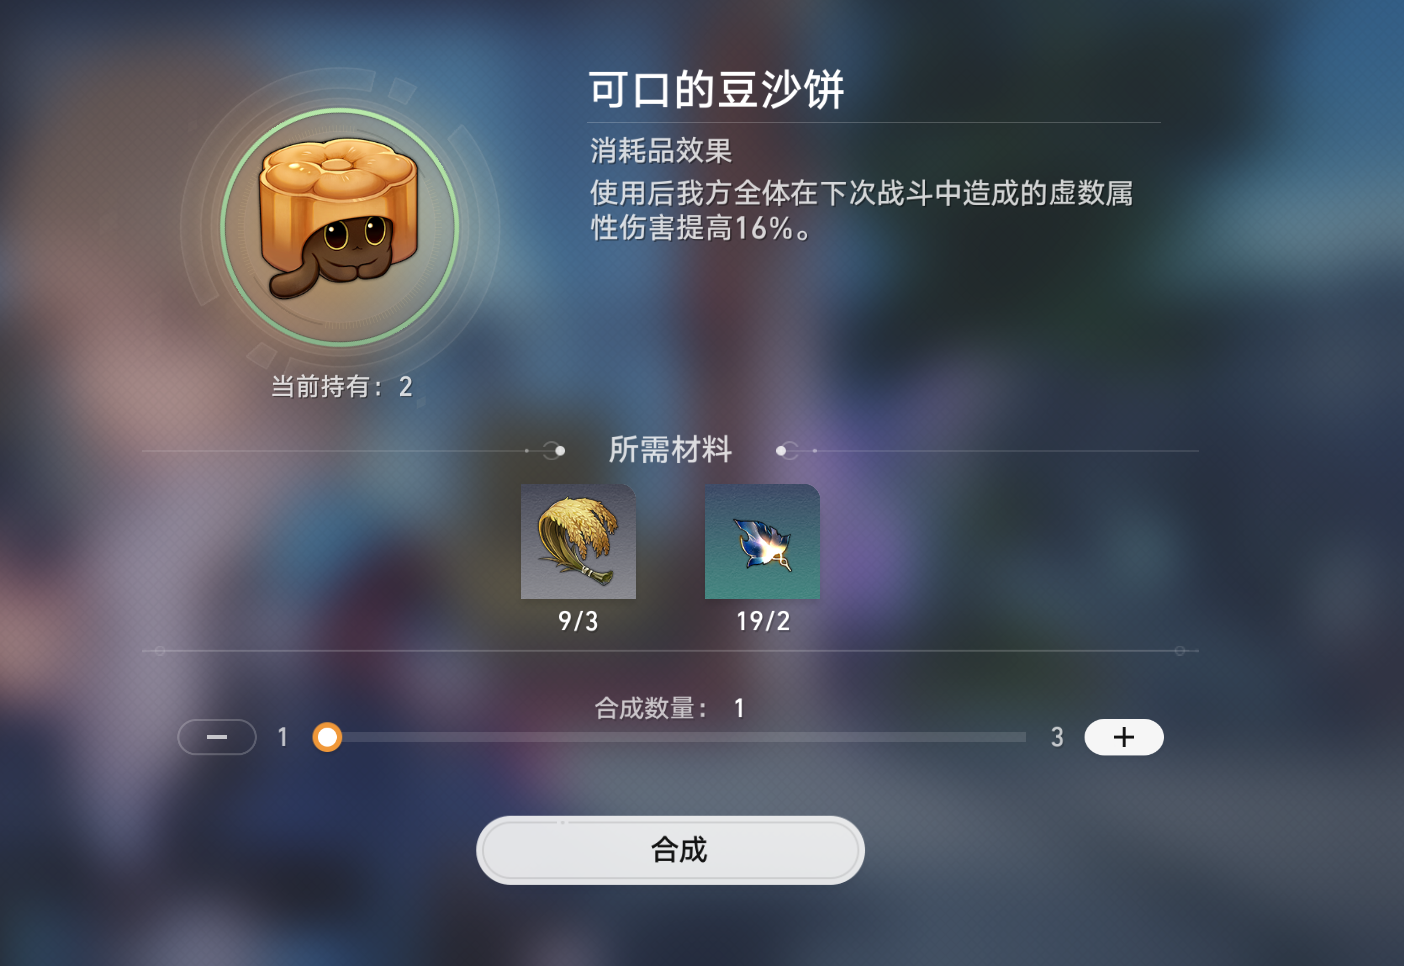 可口的豆沙饼
消耗品效果
使用后我方全体在下次战斗中造成的虚数属
性伤害提高16%。
当前持有：2
所需材料
9/3 19/2
合成数量： 1
1 3
合成